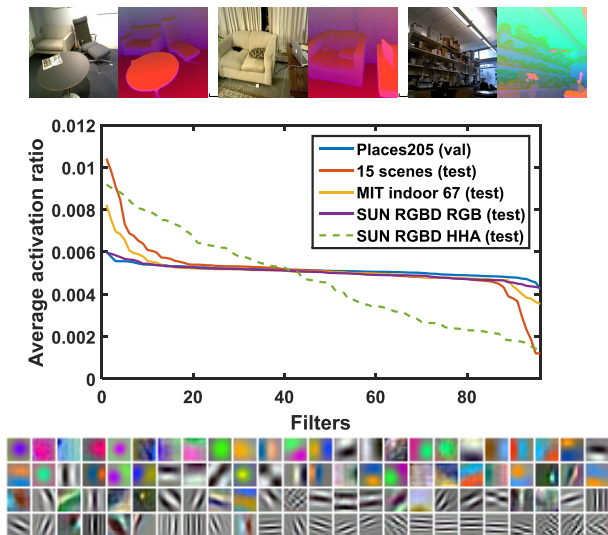 0.012
0.01
0.008
0.006
0.004
0.002
0
Average activation ratio
Places205 (val)
15 scenes (test)
MIT indoor 67 (test)
SUN RGBD RGB (test)
SUN RGBD HHA (test)
0 20 40 60 80
Filters